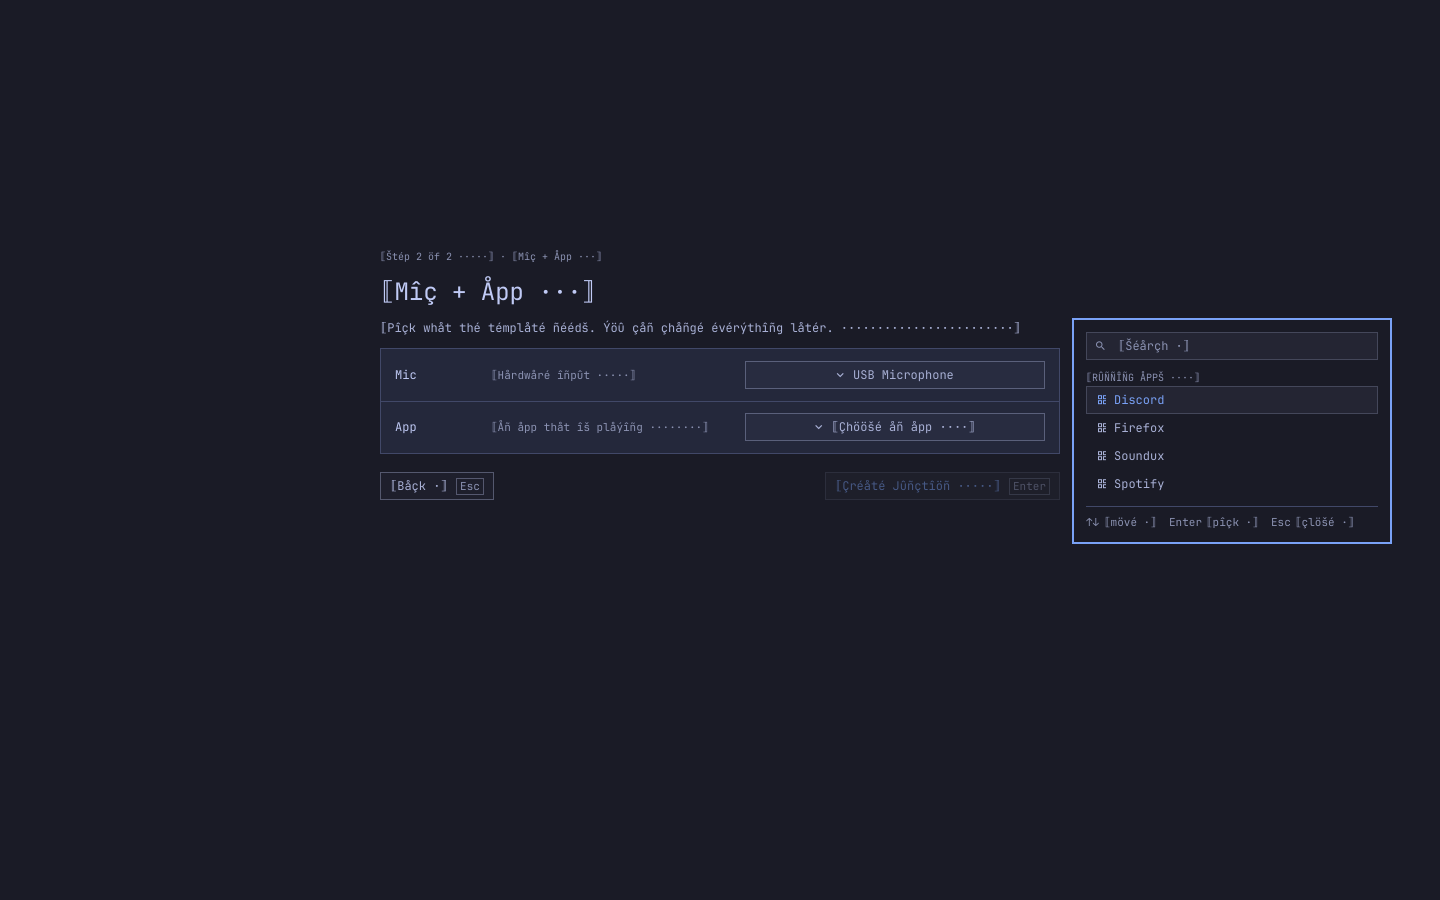 ⟦Štép 2 öf 2 ·····⟧ · ⟦Mîç + Åpp ···⟧
⟦Mîç + Åpp ···⟧
⟦Pîçk whåt thé témplåté ñéédš. Ýöû çåñ çhåñgé évérýthîñg låtér. ························⟧
Mic ⟦Hårdwåré îñpût ·····⟧ USB Microphone
App ⟦Åñ åpp thåt îš plåýîñg ········⟧ ⟦Çhööšé åñ åpp ····⟧
⟦Båçk ·⟧ Esc ⟦Çréåté Jûñçtîöñ ·····⟧ Enter
⟦Šéårçh ·⟧
⟦RÛÑÑÎÑG ÅPPŠ ····⟧
Discord
Firefox
Soundux
Spotify
↑↓ ⟦mövé ·⟧ Enter ⟦pîçk ·⟧ Esc ⟦çlöšé ·⟧